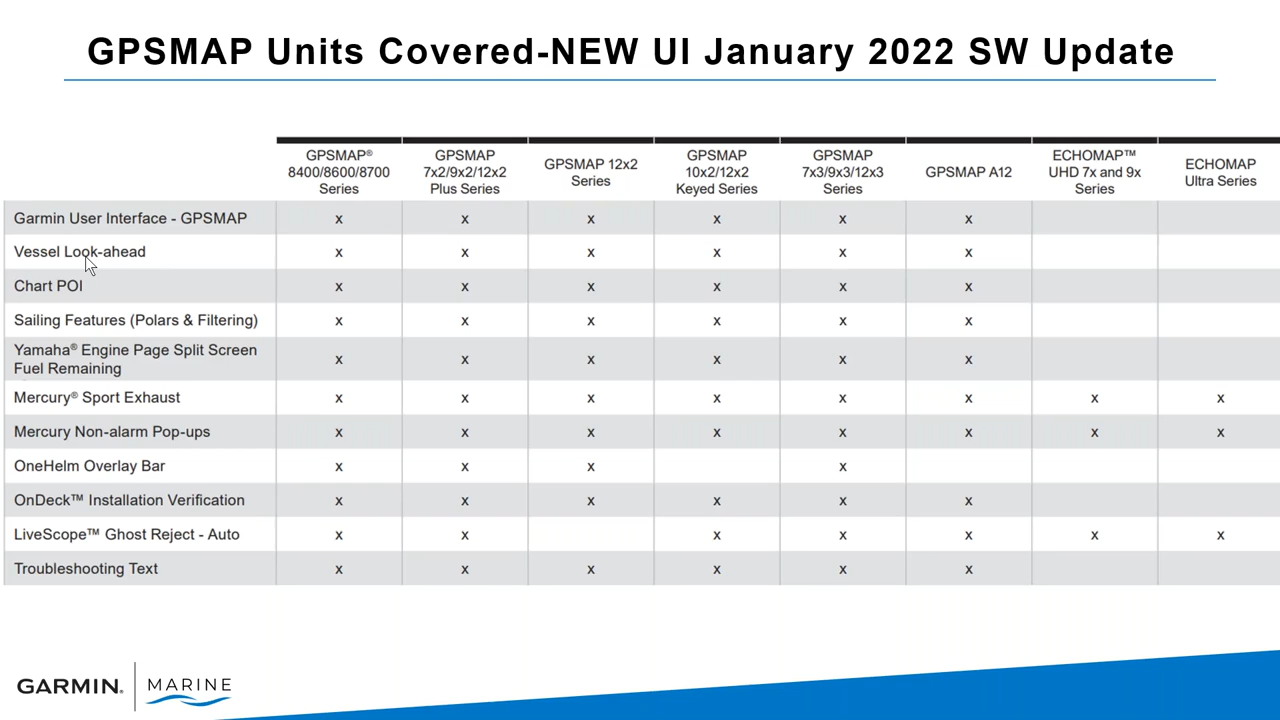 GPSMAP Units Covered-NEW UI January 2022 SW Update
GPSMAP®
8400/8600/8700
Series
GPSMAP
7x2/9x2/12x2
Plus Series
GPSMAP 12x2
Series
GPSMAP
10x2/12x2
Keyed Series
GPSMAP
7x3/9x3/12x3
Series
GPSMAP A12
ECHOMAP™
UHD 7x and 9x
Series
ECHOMAP
Ultra Series
Garmin User Interface - GPSMAP x x x x x x
Vessel Look-ahead x x x x x x
Chart POI x x x x x x
Sailing Features (Polars & Filtering) x x x x x x
Yamaha® Engine Page Split Screen
Fuel Remaining x x x x x x
Mercury® Sport Exhaust x x x x x x x x
Mercury Non-alarm Pop-ups x x x x x x x x
OneHelm Overlay Bar x x x x
OnDeck™ Installation Verification x x x x x x
LiveScope™ Ghost Reject - Auto x x x x x x x
Troubleshooting Text x x x x x x
GARMIN. MARINE